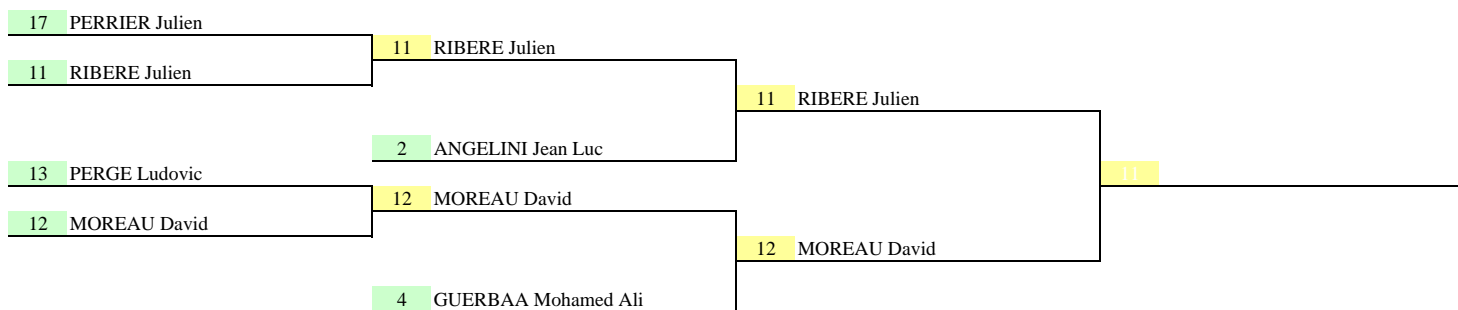 17 PERRIER Julien
11 RIBERE Julien
11 RIBERE Julien
11 RIBERE Julien
2 ANGELINI Jean Luc
13 PERGE Ludovic
11
12 MOREAU David
12 MOREAU David
12 MOREAU David
4 GUERBAA Mohamed Ali